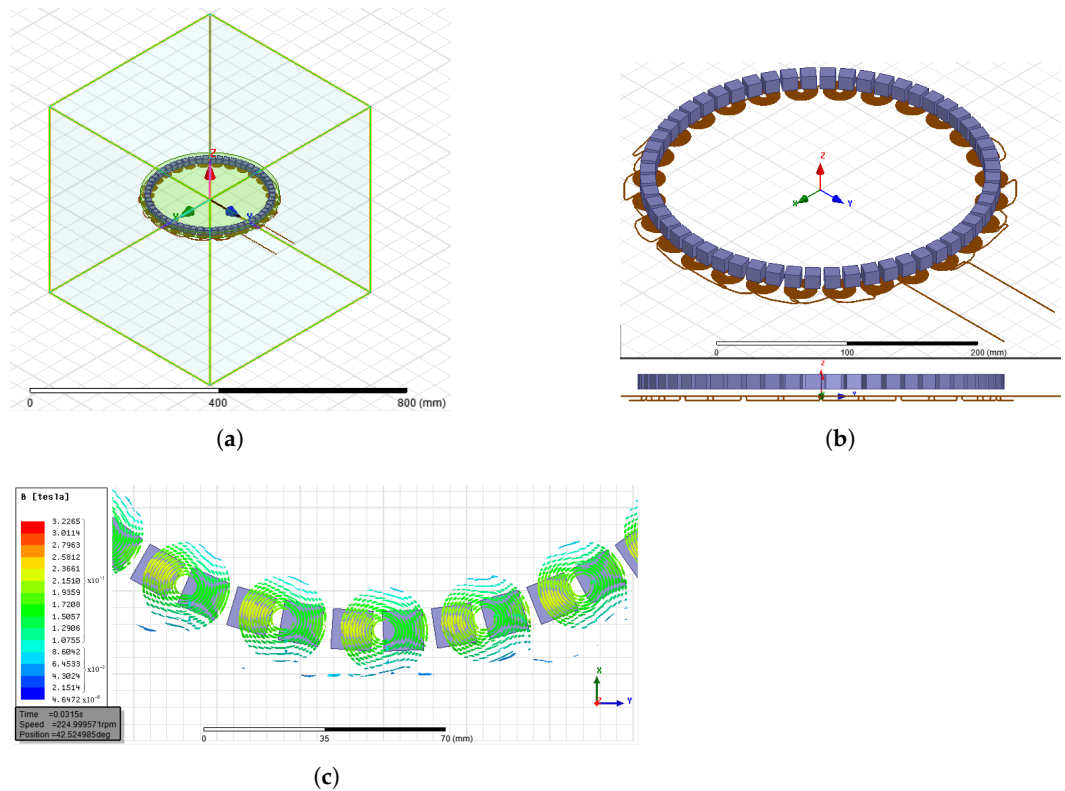 Z
Y
Y
0
400
800 (mm)
(a)
Z
X
Y
0
100
200 (mm)
Z
Y
(b)
B [tesla]
3.2265
3.0114
2.7963
2.5812
2.3661
2.1510
1.9359
1.7208
1.5057
1.2906
1.0755
x10⁻¹
8.6042
6.4533
4.3024
2.1514
x10⁻²
4.6472 x10⁻⁶
Time =0.0315s
Speed =224.999571rpm
Position =42.524985deg
X
Z
Y
0
35
70 (mm)
(c)